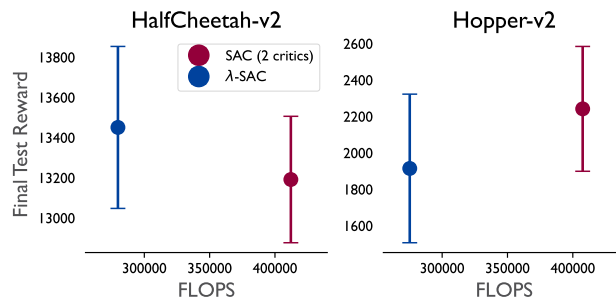 HalfCheetah-v2
Final Test Reward
13800
13600
13400
13200
13000
SAC (2 critics)
λ-SAC
300000 350000 400000
FLOPS
Hopper-v2
2600
2400
2200
2000
1800
1600
300000 350000 400000
FLOPS